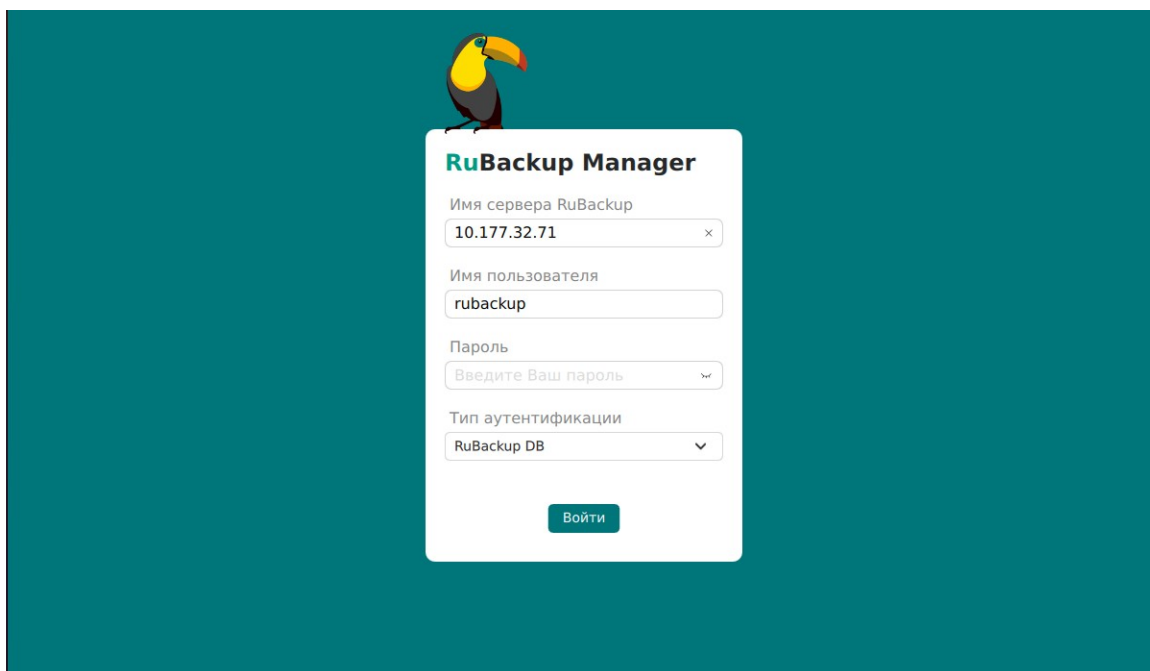 RuBackup Manager
Имя сервера RuBackup
10.177.32.71
Имя пользователя
rubackup
Пароль
Введите Ваш пароль
Тип аутентификации
RuBackup DB
Войти